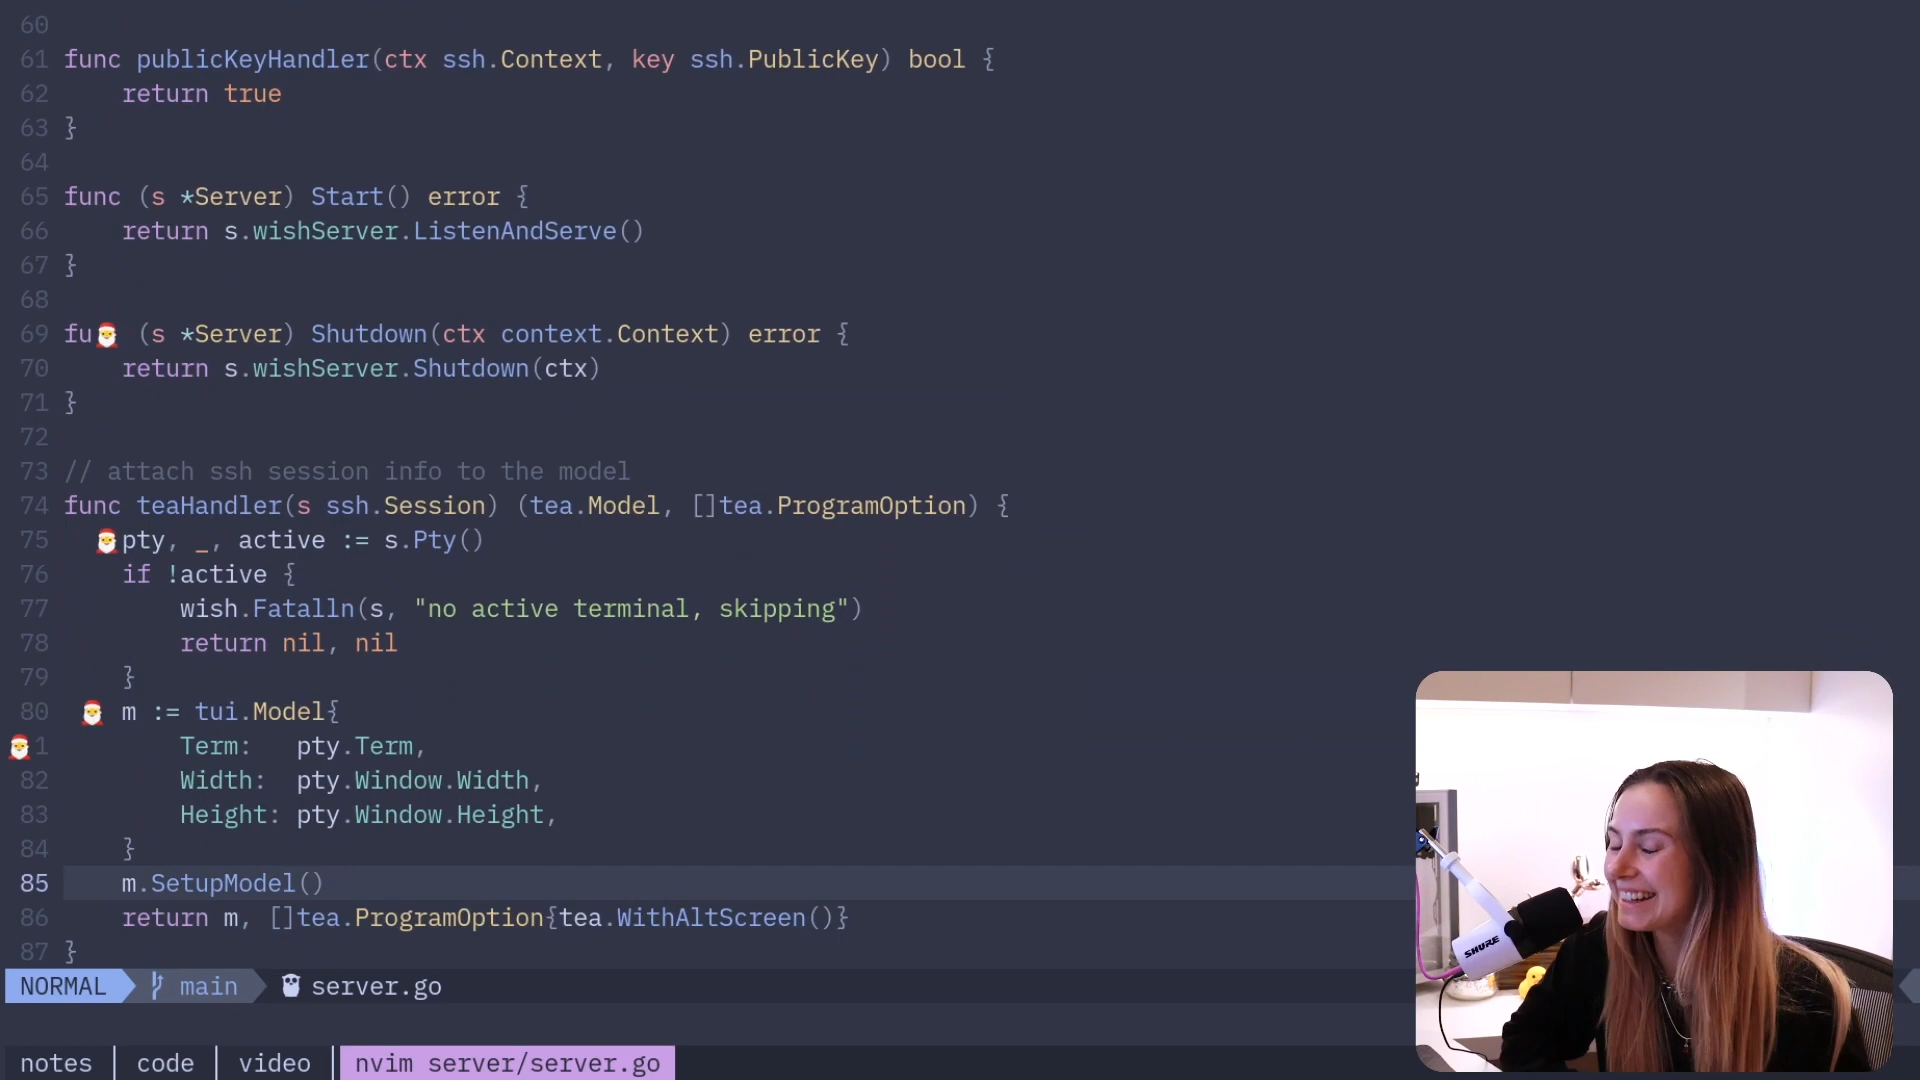 60
61 func publicKeyHandler(ctx ssh.Context, key ssh.PublicKey) bool {
62     return true
63 }
64
65 func (s *Server) Start() error {
66     return s.wishServer.ListenAndServe()
67 }
68
69 fu🎅 (s *Server) Shutdown(ctx context.Context) error {
70     return s.wishServer.Shutdown(ctx)
71 }
72
73 // attach ssh session info to the model
74 func teaHandler(s ssh.Session) (tea.Model, []tea.ProgramOption) {
75   🎅pty, _, active := s.Pty()
76     if !active {
77         wish.Fatalln(s, "no active terminal, skipping")
78         return nil, nil
79     }
80  🎅 m := tui.Model{
🎅1         Term:   pty.Term,
82         Width:  pty.Window.Width,
83         Height: pty.Window.Height,
84     }
85     m.SetupModel()
86     return m, []tea.ProgramOption{tea.WithAltScreen()}
87 }
NORMAL main server.go
notes | code | video | nvim server/server.go
SHURE